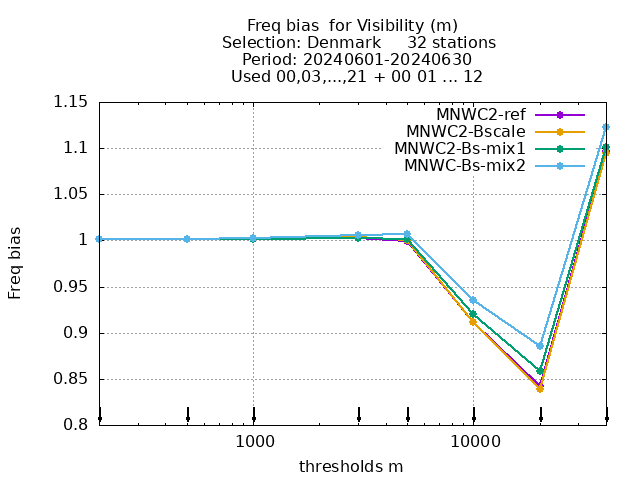 Freq bias  for Visibility (m)
Selection: Denmark     32 stations
Period: 20240601-20240630
Used 00,03,...,21 + 00 01 ... 12
MNWC2-ref
MNWC2-Bscale
MNWC2-Bs-mix1
MNWC-Bs-mix2
1.15
1.1
1.05
1
0.95
0.9
0.85
0.8
Freq bias
1000
10000
thresholds m